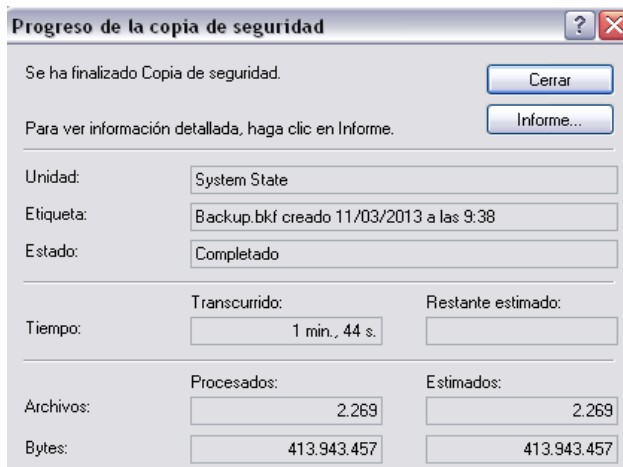 Progreso de la copia de seguridad
Se ha finalizado Copia de seguridad.
Cerrar
Para ver información detallada, haga clic en Informe.
Informe...
Unidad: System State
Etiqueta: Backup.bkf creado 11/03/2013 a las 9:38
Estado: Completado
Transcurrido: Restante estimado:
Tiempo: 1 min., 44 s.
Procesados: Estimados:
Archivos: 2.269 2.269
Bytes: 413.943.457 413.943.457